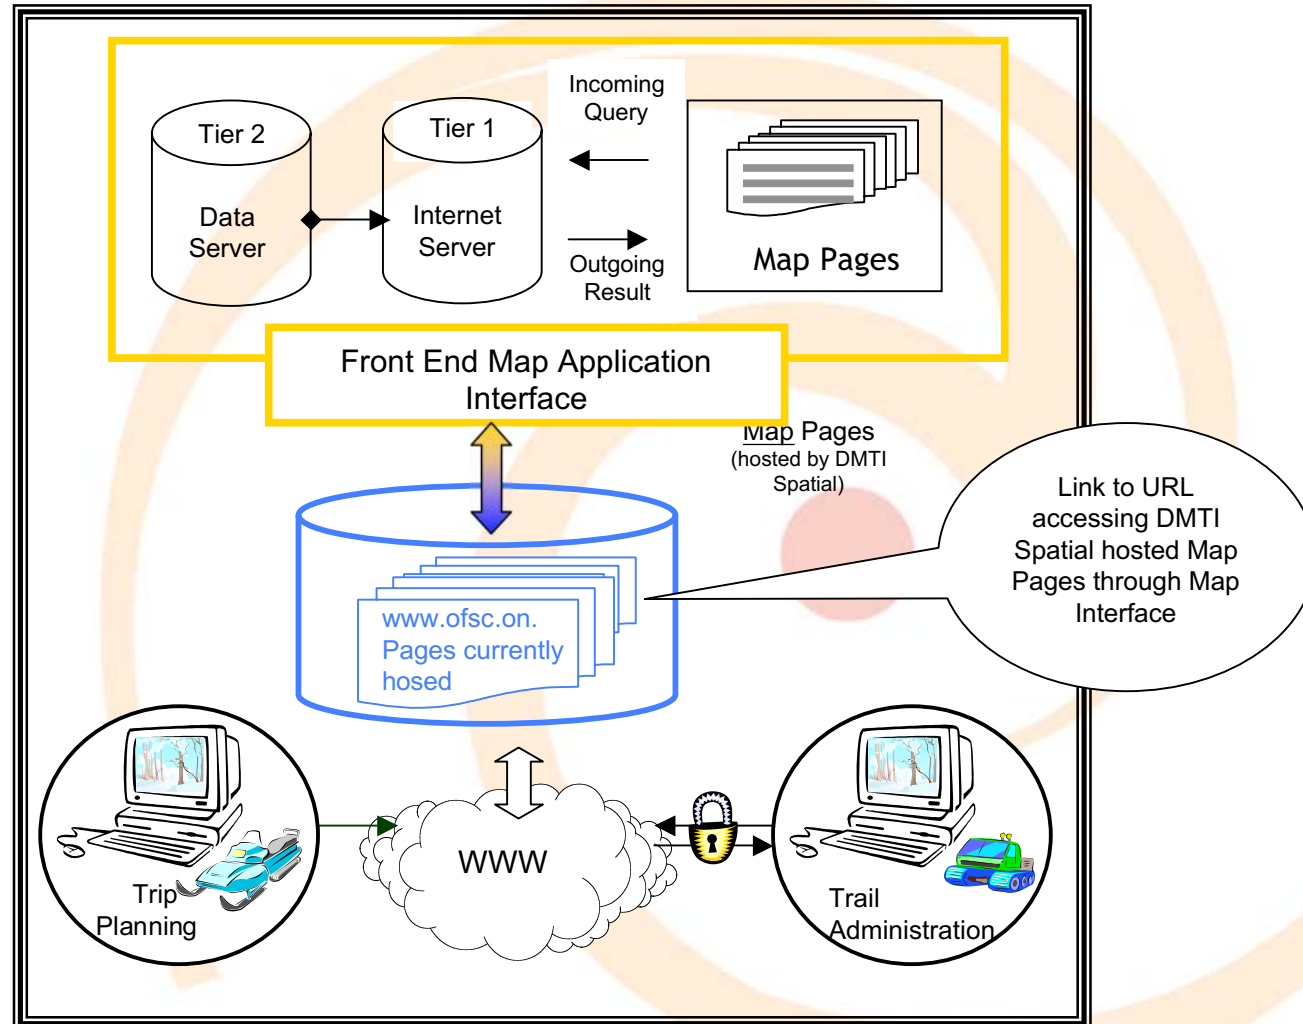 Incoming
Query
Tier 2
Tier 1
Data
Server
Internet
Server
Outgoing
Result
Map Pages
Front End Map Application
Interface
Map Pages
(hosted by DMTI
Spatial)
Link to URL
accessing DMTI
Spatial hosted Map
Pages through Map
Interface
www.ofsc.on.
Pages currently
hosed
WWW
Trip
Planning
Trail
Administration